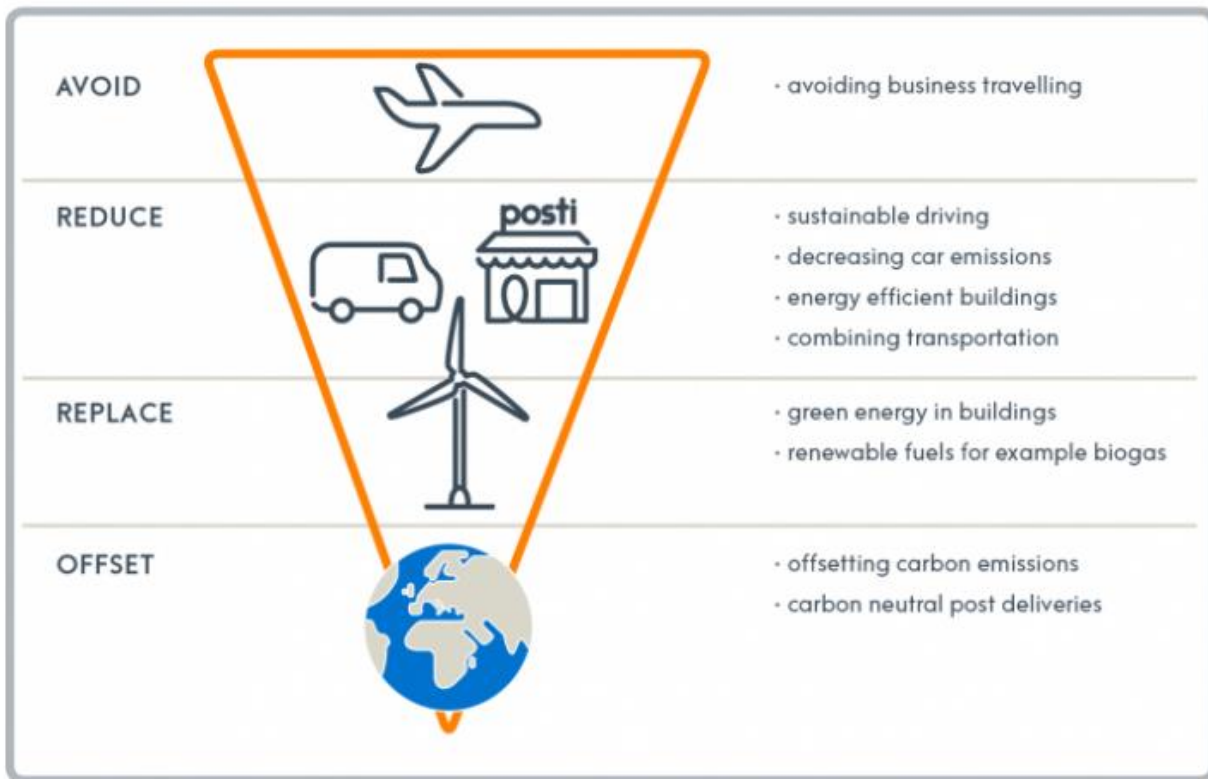 AVOID
· avoiding business travelling
REDUCE
posti
· sustainable driving
· decreasing car emissions
· energy efficient buildings
· combining transportation
REPLACE
· green energy in buildings
· renewable fuels for example biogas
OFFSET
· offsetting carbon emissions
· carbon neutral post deliveries